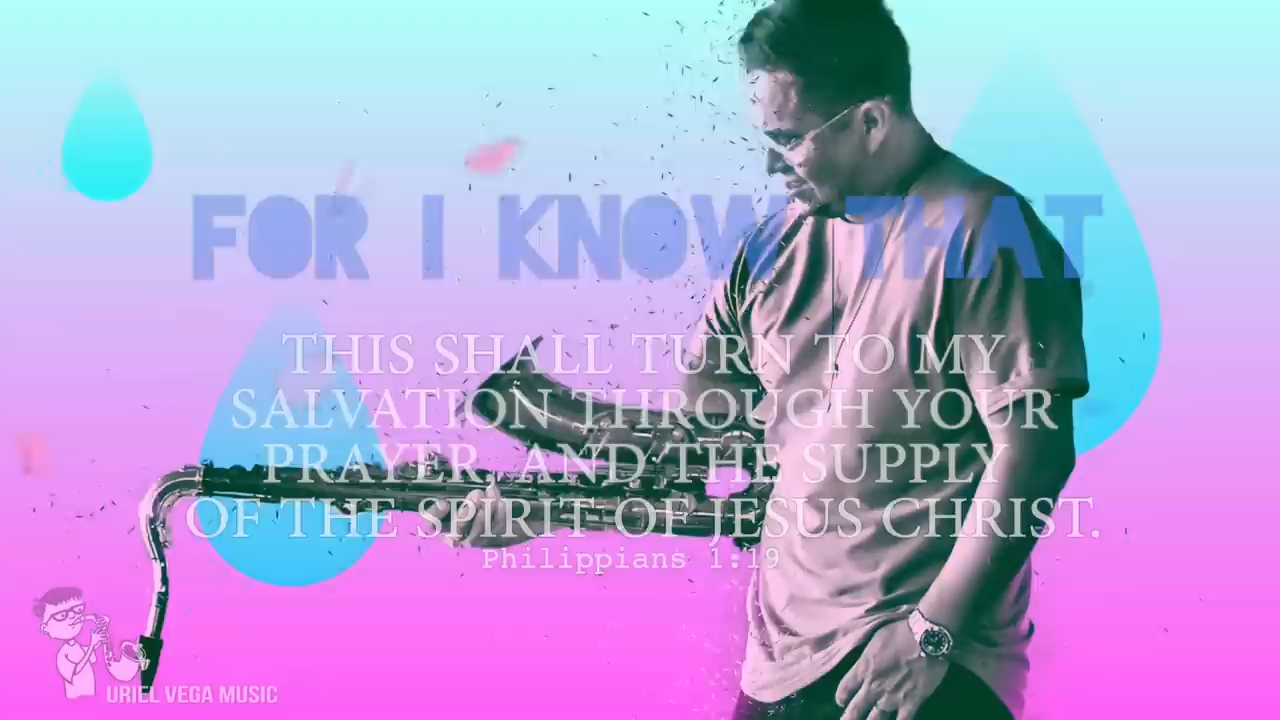 FOR I KNOW THAT
THIS SHALL TURN TO MY
SALVATION THROUGH YOUR
PRAYER, AND THE SUPPLY
OF THE SPIRIT OF JESUS CHRIST.
Philippians 1:19
URIEL VEGA MUSIC